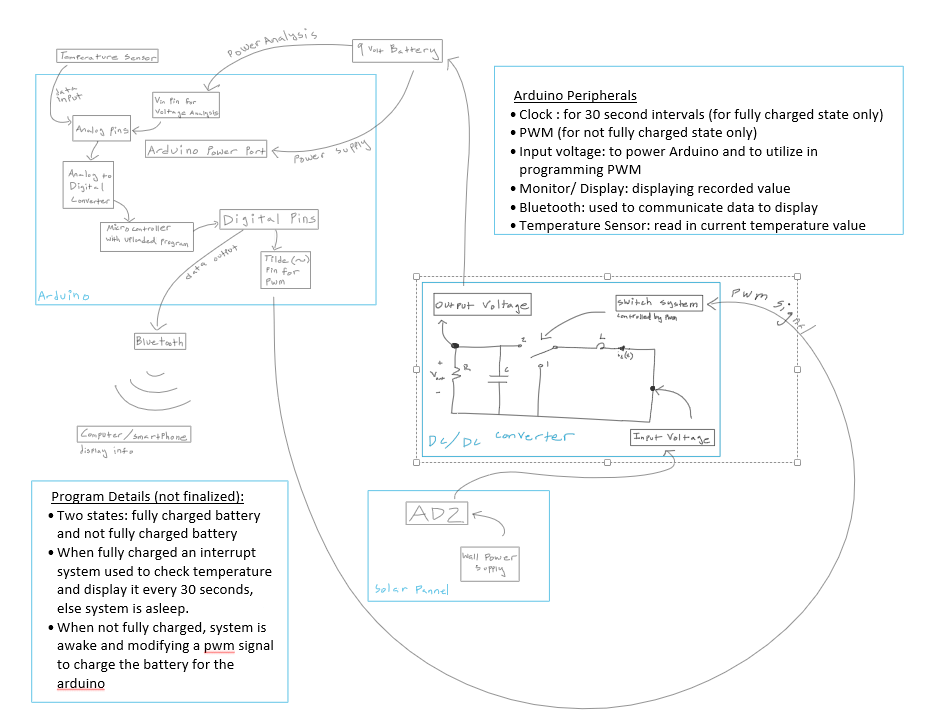 Power Analysis
9 Volt Battery
Temperature Sensor
data
input
Vin Pin for
Voltage Analysis
Analog Pins
Arduino Power Port
Power supply
Analog to
Digital
Converter
Microcontroller
with uploaded Program
Digital Pins
data output
Tilde (~)
Pin for
Pwm
Arduino
Bluetooth
Computer/smartphone
display info
Arduino Peripherals
• Clock : for 30 second intervals (for fully charged state only)
• PWM (for not fully charged state only)
• Input voltage: to power Arduino and to utilize in
programming PWM
• Monitor/ Display: displaying recorded value
• Bluetooth: used to communicate data to display
• Temperature Sensor: read in current temperature value
Output Voltage
Switch system
controlled by Pwm
Pwm Signal
2
L
1
+
Vout
-
R
C
DC/DC Converter
Input Voltage
AD2
Wall Power
Supply
Solar Pannel
Program Details (not finalized):
• Two states: fully charged battery
and not fully charged battery
• When fully charged an interrupt
system used to check temperature
and display it every 30 seconds,
else system is asleep.
• When not fully charged, system is
awake and modifying a pwm signal
to charge the battery for the
arduino